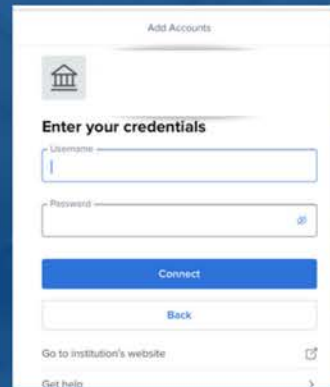 Add Accounts
Enter your credentials
Username
Password
Connect
Back
Go to institution's website
Get help